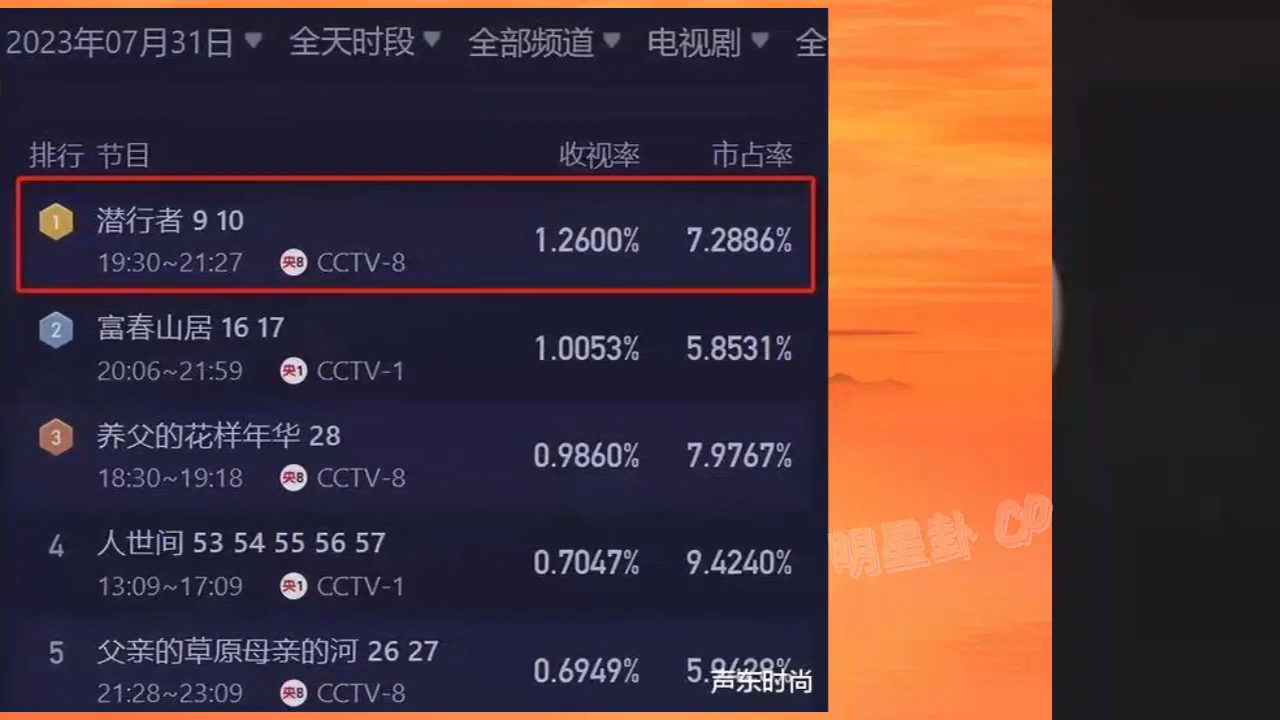 2023年07月31日 全天时段 全部频道 电视剧 全
排行 节目 收视率 市占率
1 潜行者 9 10 1.2600% 7.2886%
19:30~21:27 央8 CCTV-8
2 富春山居 16 17 1.0053% 5.8531%
20:06~21:59 央1 CCTV-1
3 养父的花样年华 28 0.9860% 7.9767%
18:30~19:18 央8 CCTV-8
4 人世间 53 54 55 56 57 0.7047% 9.4240%
13:09~17:09 央1 CCTV-1
5 父亲的草原母亲的河 26 27 0.6949%
21:28~23:09 央8 CCTV-8
声东时尚
明星卦 CP